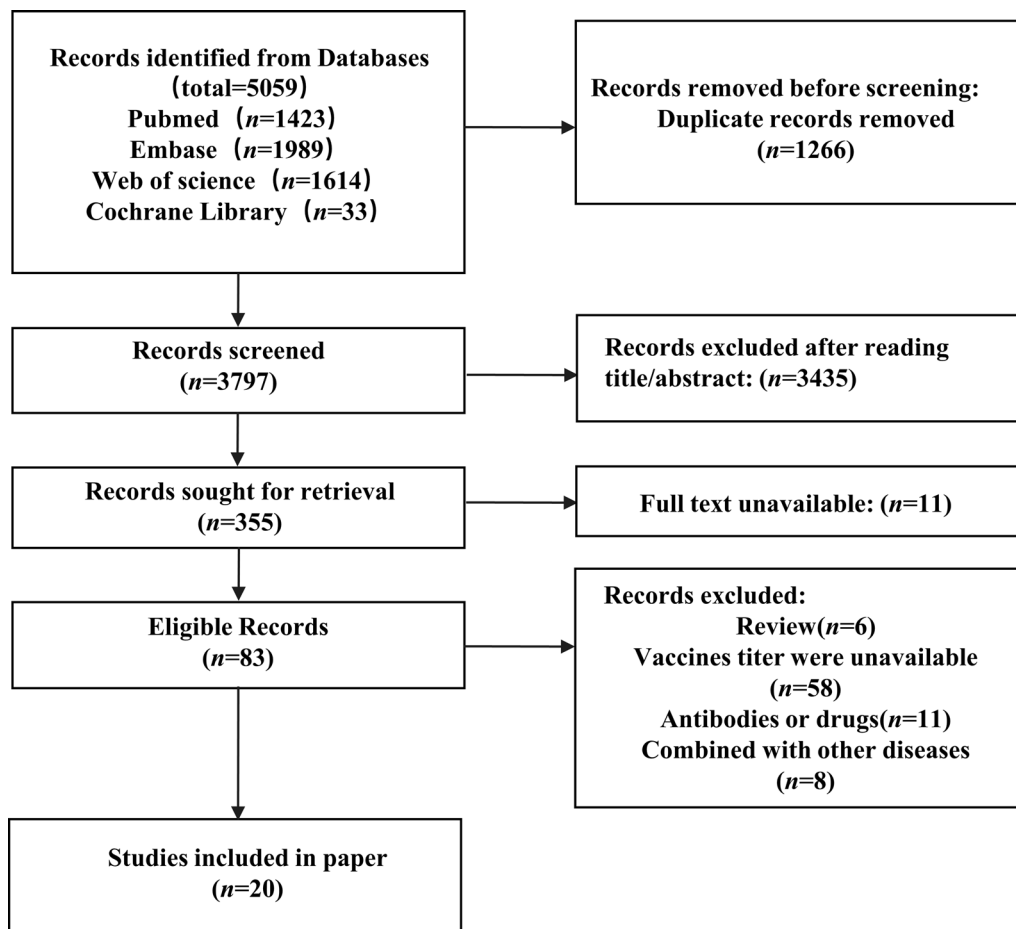 Records identified from Databases
（total=5059）
Pubmed（n=1423）
Embase（n=1989）
Web of science（n=1614）
Cochrane Library（n=33）
Records removed before screening:
Duplicate records removed
(n=1266)
Records screened
(n=3797)
Records excluded after reading
title/abstract: (n=3435)
Records sought for retrieval
(n=355)
Full text unavailable: (n=11)
Eligible Records
(n=83)
Records excluded:
Review(n=6)
Vaccines titer were unavailable
(n=58)
Antibodies or drugs(n=11)
Combined with other diseases
(n=8)
Studies included in paper
(n=20)